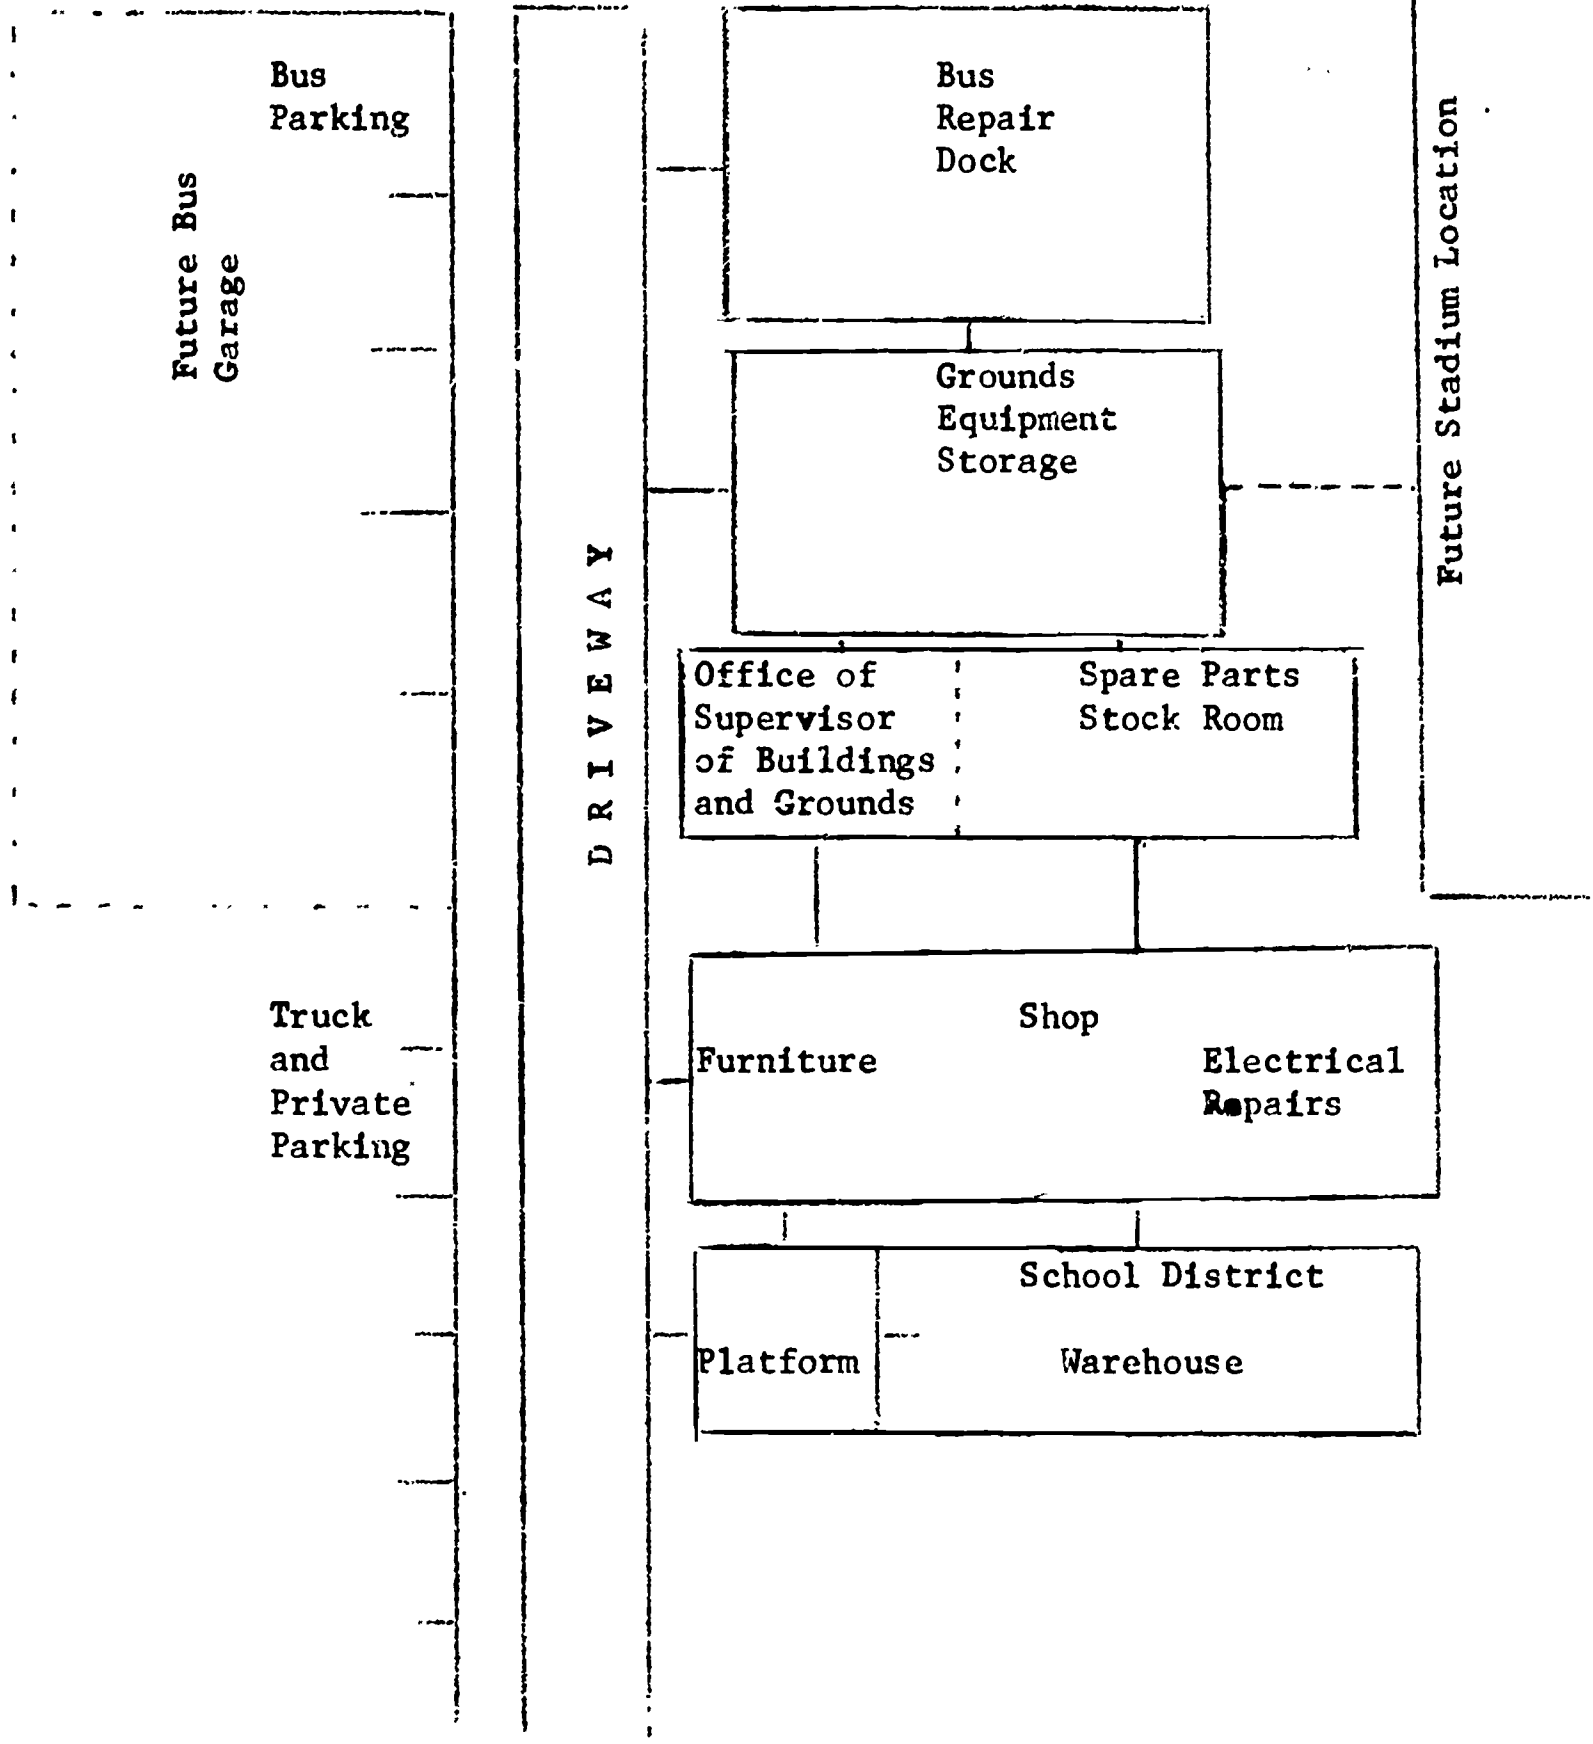 Bus
Parking
Future Bus
Garage
Truck
and
Private
Parking
DRIVEWAY
Bus
Repair
Dock
Grounds
Equipment
Storage
Office of
Supervisor
of Buildings
and Grounds
Spare Parts
Stock Room
Shop
Furniture
Electrical
Repairs
School District
Platform
Warehouse
Future Stadium Location